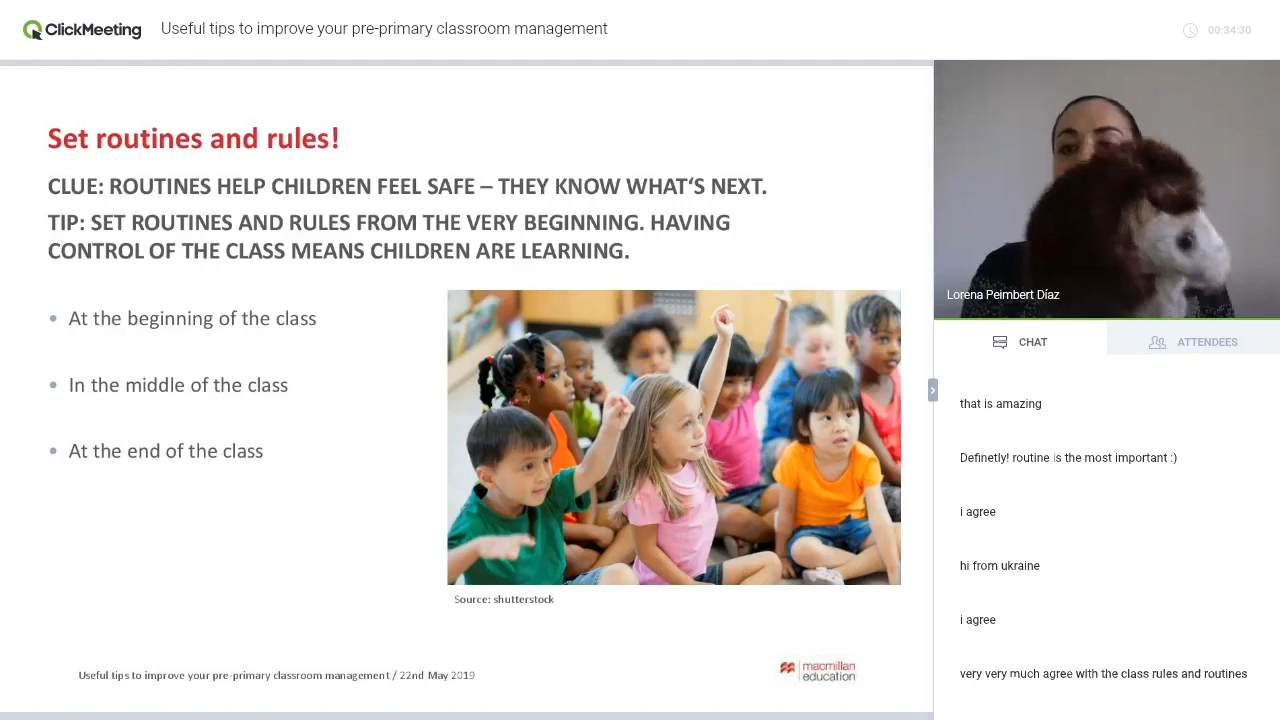 ClickMeeting
Useful tips to improve your pre-primary classroom management
00:34:30
Set routines and rules!
CLUE: ROUTINES HELP CHILDREN FEEL SAFE – THEY KNOW WHAT‘S NEXT.
TIP: SET ROUTINES AND RULES FROM THE VERY BEGINNING. HAVING
CONTROL OF THE CLASS MEANS CHILDREN ARE LEARNING.
• At the beginning of the class
• In the middle of the class
• At the end of the class
Source: shutterstock
Useful tips to improve your pre-primary classroom management / 22nd May 2019
macmillan
education
Lorena Peimbert Díaz
CHAT
ATTENDEES
that is amazing
Definetly! routine is the most important :)
i agree
hi from ukraine
i agree
very very much agree with the class rules and routines